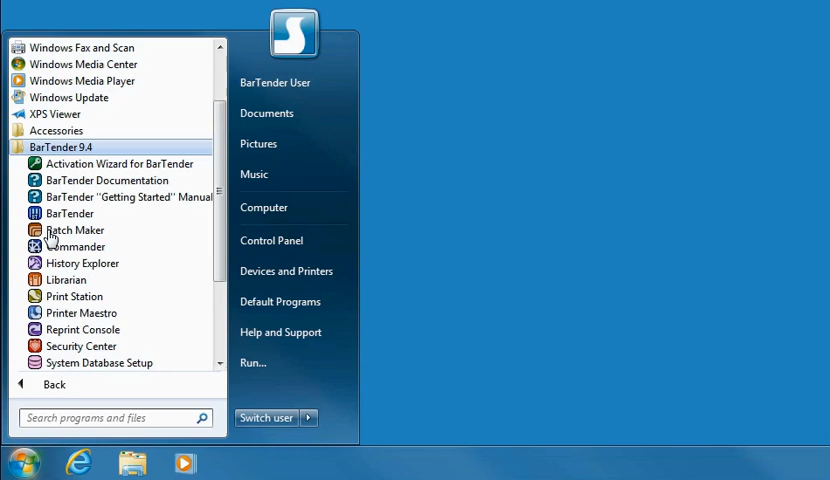 Windows Fax and Scan
Windows Media Center
Windows Media Player
Windows Update
XPS Viewer
Accessories
BarTender 9.4
Activation Wizard for BarTender
BarTender Documentation
BarTender "Getting Started" Manual
BarTender
Batch Maker
Commander
History Explorer
Librarian
Print Station
Printer Maestro
Reprint Console
Security Center
System Database Setup
Back
Search programs and files
BarTender User
Documents
Pictures
Music
Computer
Control Panel
Devices and Printers
Default Programs
Help and Support
Run...
Switch user